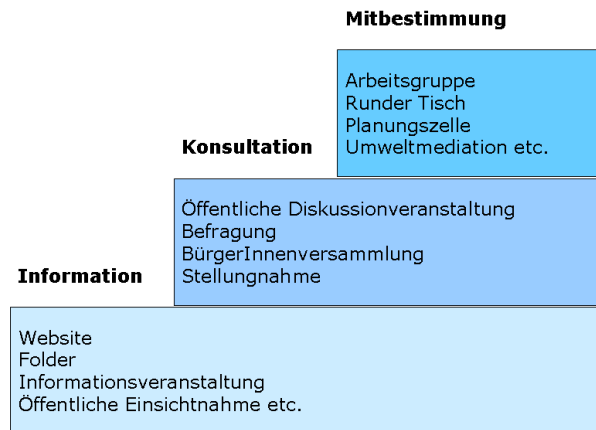 Mitbestimmung
Arbeitsgruppe
Runder Tisch
Planungszelle
Umweltmediation etc.
Konsultation
Öffentliche Diskussionveranstaltung
Befragung
BürgerInnenversammlung
Stellungnahme
Information
Website
Folder
Informationsveranstaltung
Öffentliche Einsichtnahme etc.